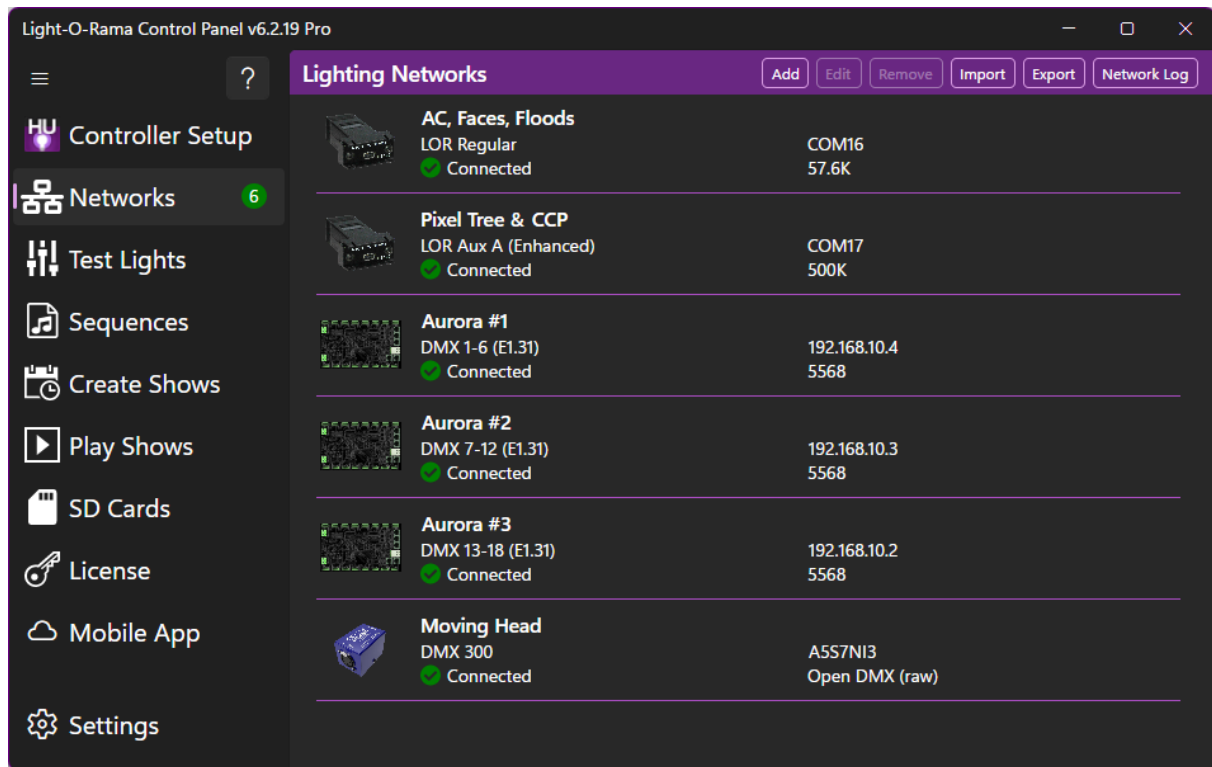 Light-O-Rama Control Panel v6.2.19 Pro
?
Lighting Networks
Add Edit Remove Import Export Network Log
HU Controller Setup
Networks 6
Test Lights
Sequences
Create Shows
Play Shows
SD Cards
License
Mobile App
Settings
AC, Faces, Floods
LOR Regular COM16
Connected 57.6K
Pixel Tree & CCP
LOR Aux A (Enhanced) COM17
Connected 500K
Aurora #1
DMX 1-6 (E1.31) 192.168.10.4
Connected 5568
Aurora #2
DMX 7-12 (E1.31) 192.168.10.3
Connected 5568
Aurora #3
DMX 13-18 (E1.31) 192.168.10.2
Connected 5568
Moving Head
DMX 300 A5S7NI3
Connected Open DMX (raw)